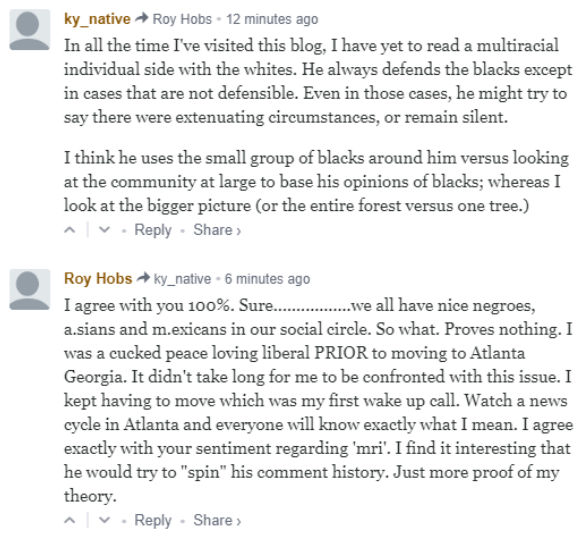 ky_native → Roy Hobs • 12 minutes ago
In all the time I've visited this blog, I have yet to read a multiracial
individual side with the whites. He always defends the blacks except
in cases that are not defensible. Even in those cases, he might try to
say there were extenuating circumstances, or remain silent.
I think he uses the small group of blacks around him versus looking
at the community at large to base his opinions of blacks; whereas I
look at the bigger picture (or the entire forest versus one tree.)
Reply • Share ›
Roy Hobs → ky_native • 6 minutes ago
I agree with you 100%. Sure.................we all have nice negroes,
a.sians and m.exicans in our social circle. So what. Proves nothing. I
was a cucked peace loving liberal PRIOR to moving to Atlanta
Georgia. It didn't take long for me to be confronted with this issue. I
kept having to move which was my first wake up call. Watch a news
cycle in Atlanta and everyone will know exactly what I mean. I agree
exactly with your sentiment regarding 'mri'. I find it interesting that
he would try to "spin" his comment history. Just more proof of my
theory.
Reply • Share ›